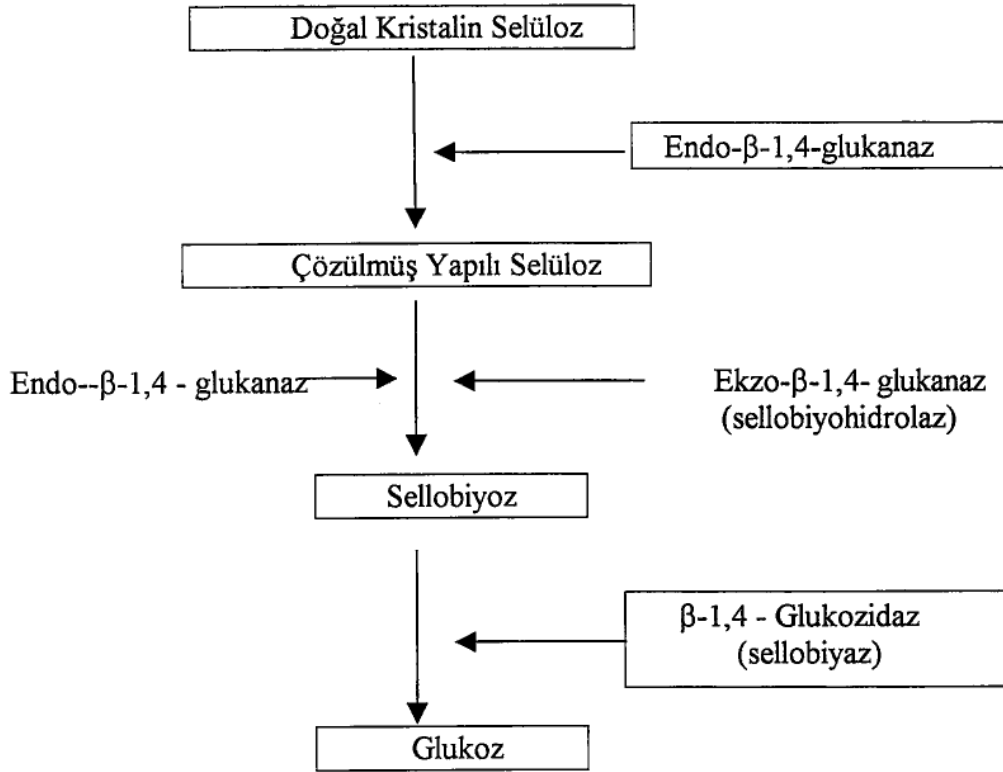 Doğal Kristalin Selüloz
Endo-β-1,4-glukanaz
Çözülmüş Yapılı Selüloz
Endo--β-1,4 - glukanaz
Ekzo-β-1,4- glukanaz
(sellobiyohidrolaz)
Sellobiyoz
β-1,4 - Glukozidaz
(sellobiyaz)
Glukoz